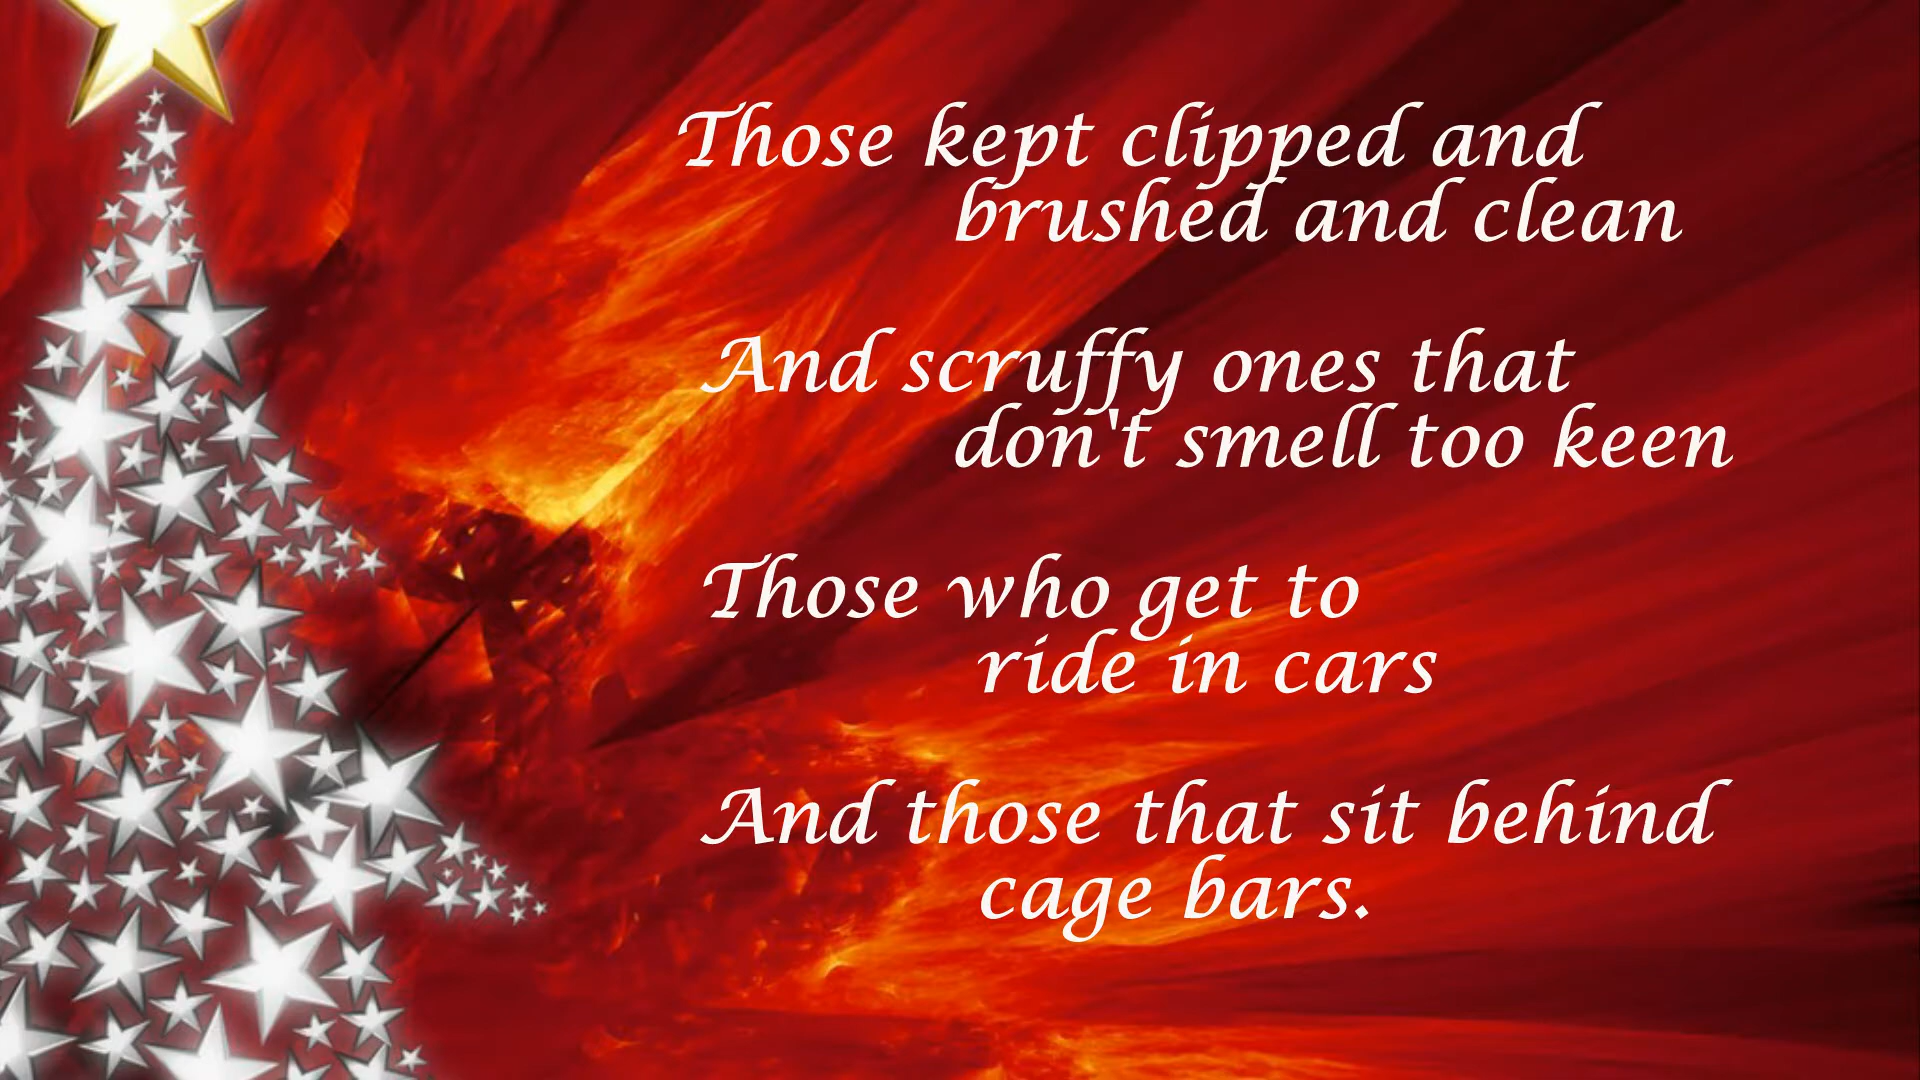 Those kept clipped and
brushed and clean
And scruffy ones that
don't smell too keen
Those who get to
ride in cars
And those that sit behind
cage bars.